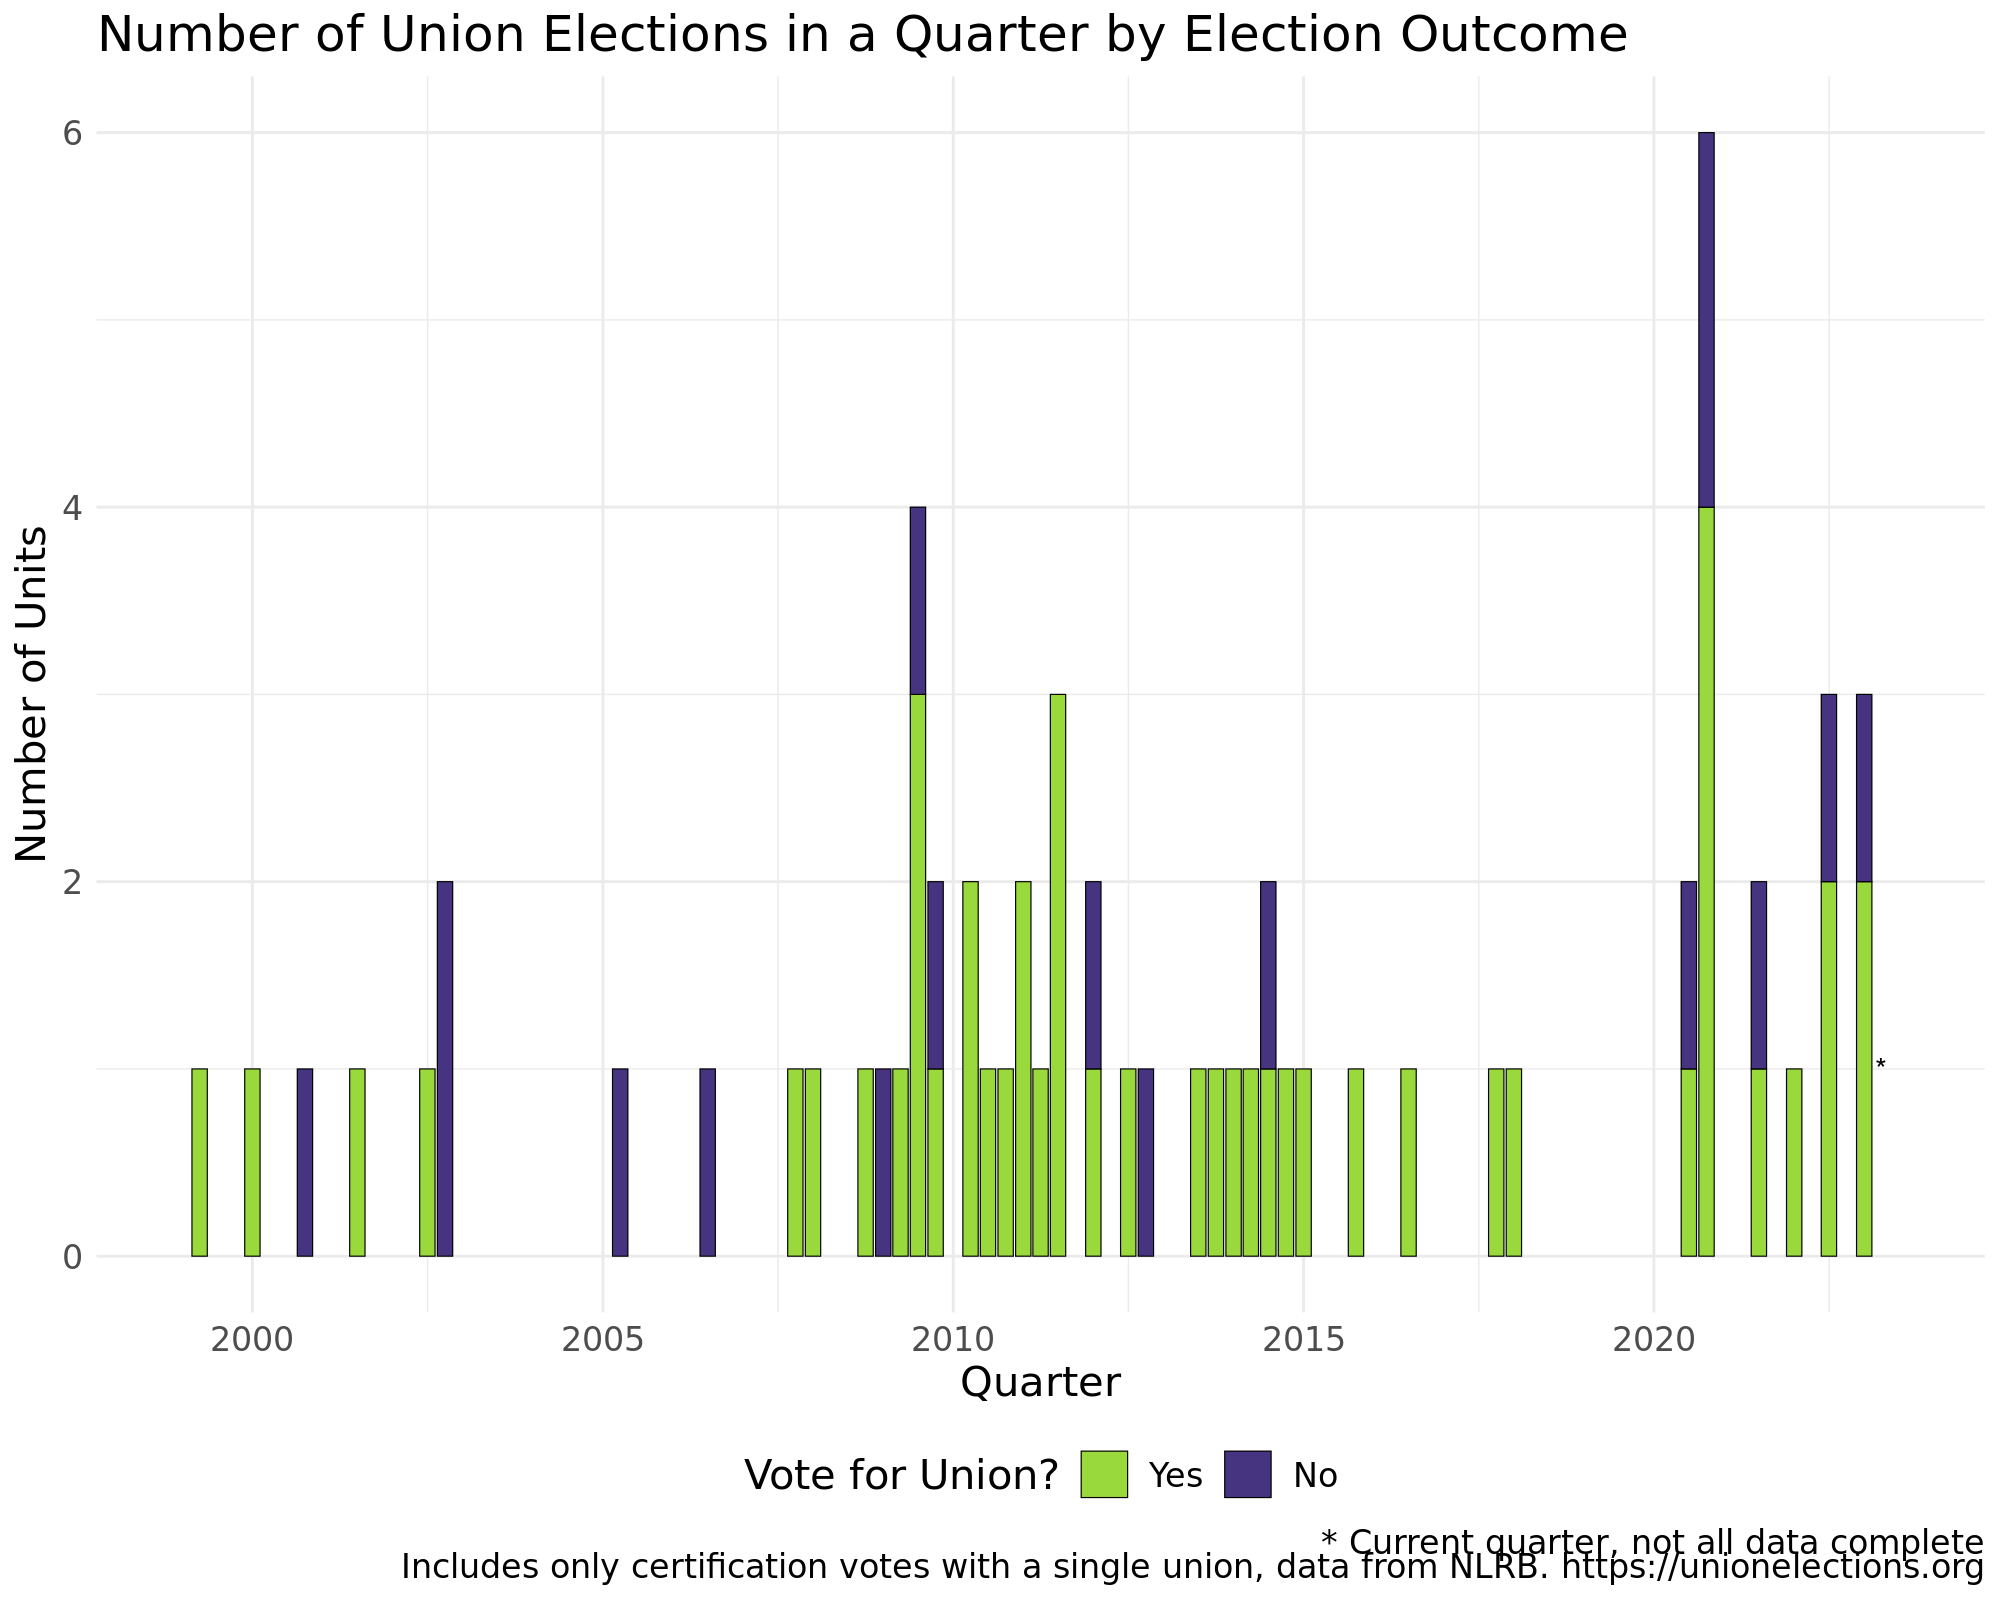 Number of Union Elections in a Quarter by Election Outcome
6
4
2
0
Number of Units
*
2000 2005 2010 2015 2020
Quarter
Vote for Union? Yes No
* Current quarter, not all data complete
Includes only certification votes with a single union, data from NLRB. https://unionelections.org